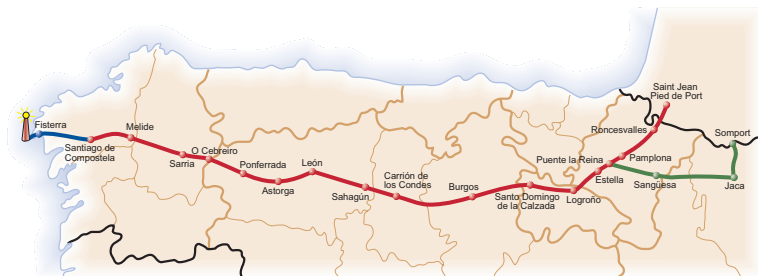 Fisterra
Santiago de
Compostela
Melide
Sarria
O Cebreiro
Ponferrada
Astorga
León
Sahagún
Carrión de
los Condes
Burgos
Santo Domingo
de la Calzada
Logroño
Estella
Puente la Reina
Pamplona
Roncesvalles
Saint Jean
Pied de Port
Somport
Sangüesa
Jaca